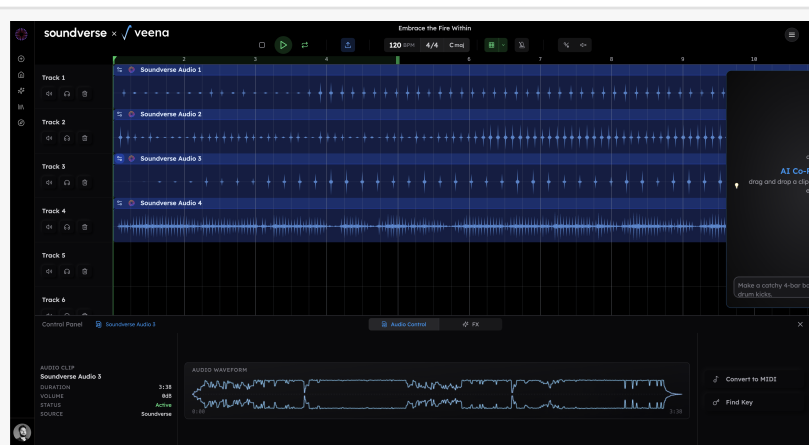 soundverse × veena
Embrace the Fire Within
120 BPM 4/4 C maj
2 3 4 6 7 8 9 10
Track 1
Soundverse Audio 1
Track 2
Soundverse Audio 2
Track 3
Soundverse Audio 3
Track 4
Soundverse Audio 4
Track 5
Track 6
AI Co-P
drag and drop a clip
Make a catchy 4-bar ba
drum kicks.
Control Panel Soundverse Audio 3
Audio Control FX
AUDIO CLIP
Soundverse Audio 3
DURATION 3:38
VOLUME 0dB
STATUS Active
SOURCE Soundverse
AUDIO WAVEFORM
0:00 3:38
Convert to MIDI
Find Key